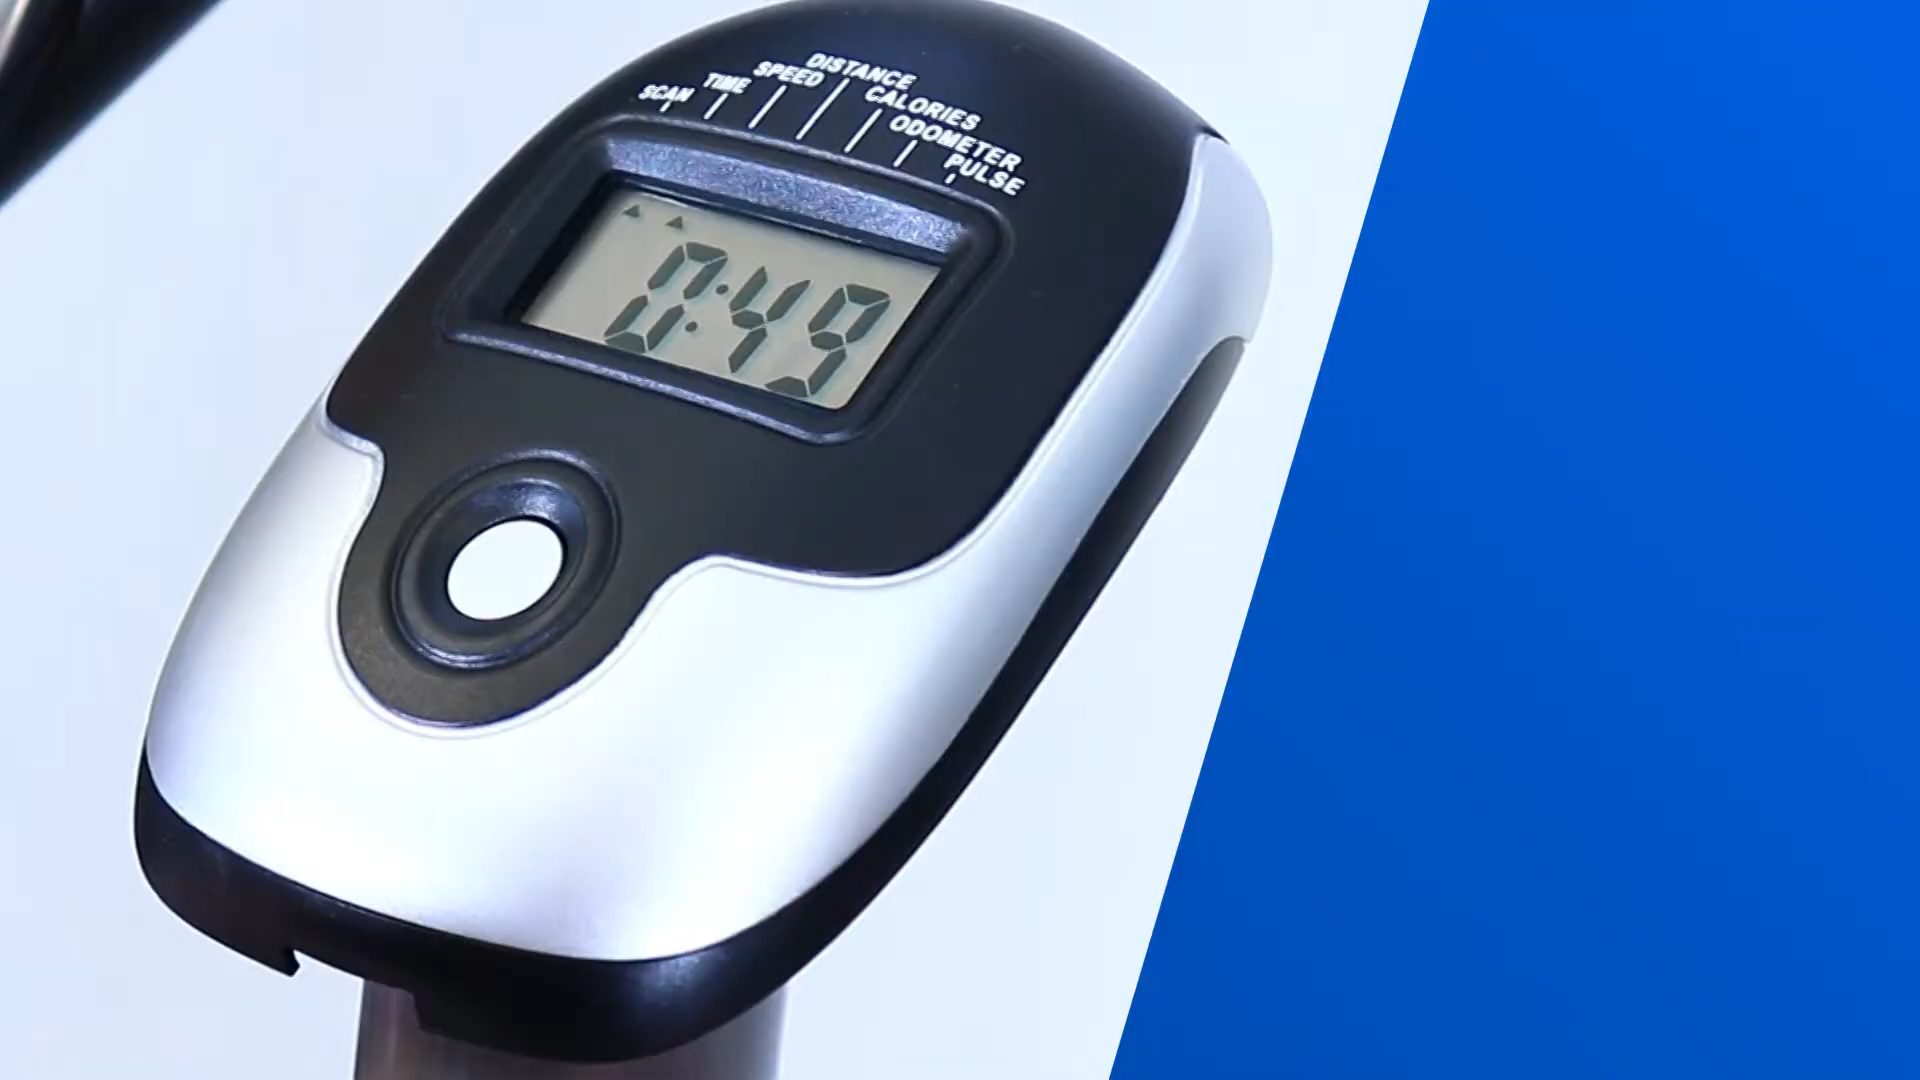 SCAN
TIME
SPEED
DISTANCE
CALORIES
ODOMETER
PULSE
0:49